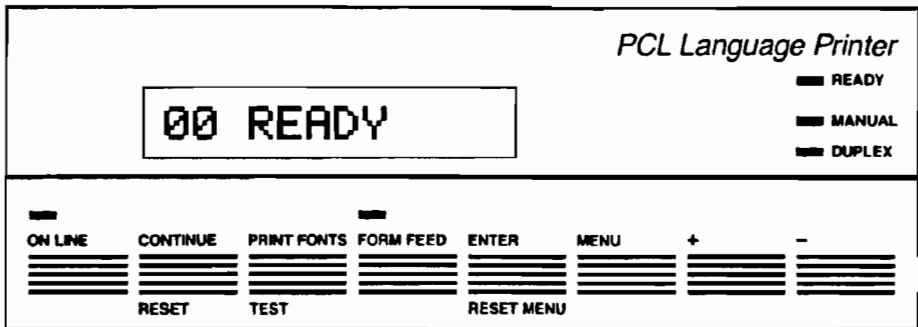 PCL Language Printer
READY
00 READY
MANUAL
DUPLEX
ON LINE CONTINUE PRINT FONTS FORM FEED ENTER MENU + –
RESET TEST RESET MENU